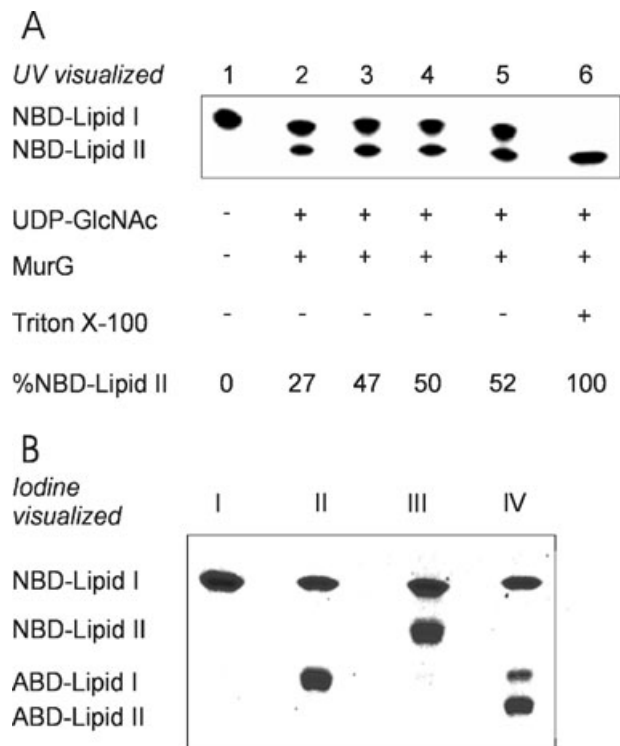 A
UV visualized 1 2 3 4 5 6
NBD-Lipid I
NBD-Lipid II
UDP-GlcNAc - + + + + +
MurG - + + + + +
Triton X-100 - - - - - +
%NBD-Lipid II 0 27 47 50 52 100
B
Iodine
visualized I II III IV
NBD-Lipid I
NBD-Lipid II
ABD-Lipid I
ABD-Lipid II